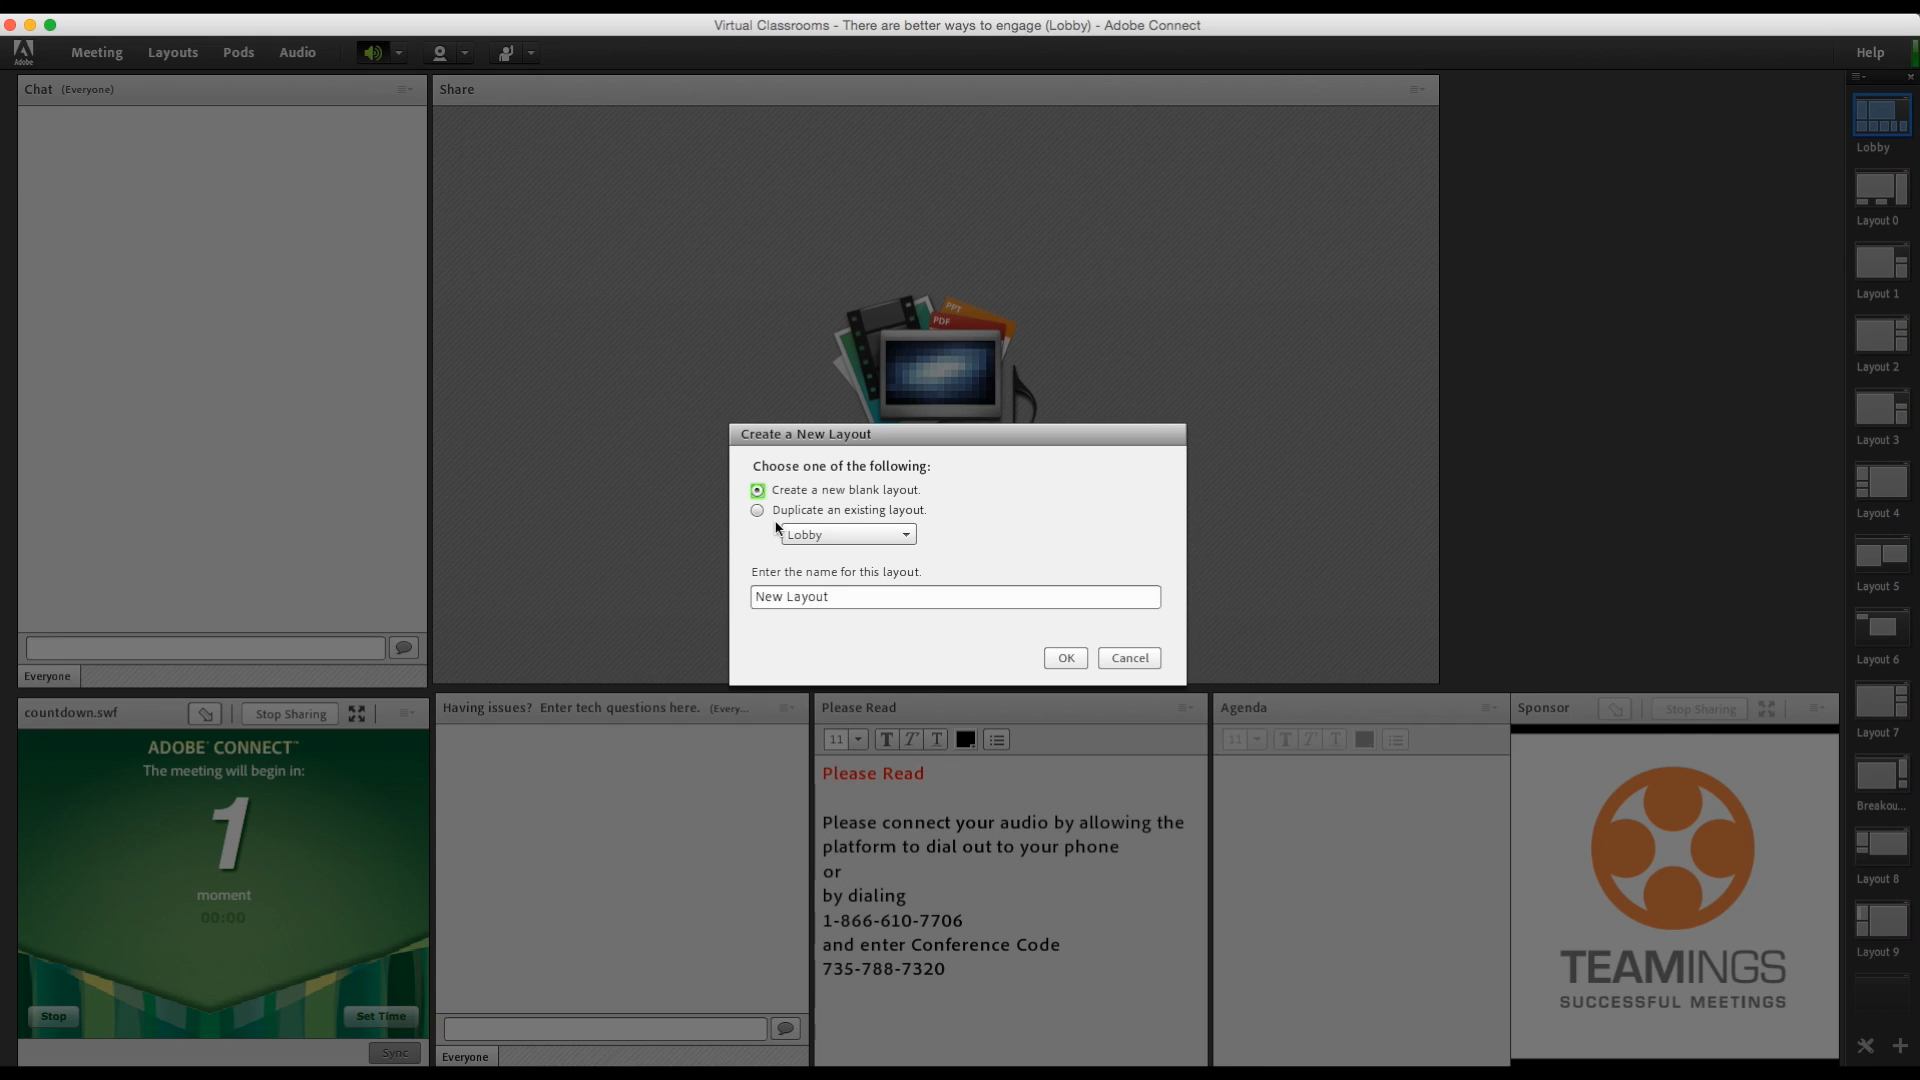 Virtual Classrooms - There are better ways to engage (Lobby) - Adobe Connect
Adobe
Meeting
Layouts
Pods
Audio
Help
Chat (Everyone)
Share
PPT
PDF
Create a New Layout
Choose one of the following:
Create a new blank layout.
Duplicate an existing layout.
Lobby
Enter the name for this layout.
New Layout
OK
Cancel
Everyone
countdown.swf
Stop Sharing
ADOBE® CONNECT™
The meeting will begin in:
1
moment
00:00
Stop
Set Time
Sync
Having issues? Enter tech questions here. (Every...
Everyone
Please Read
11
T T T
Please Read
Please connect your audio by allowing the
platform to dial out to your phone
or
by dialing
1-866-610-7706
and enter Conference Code
735-788-7320
Agenda
11
T T T
Sponsor
Stop Sharing
TEAMINGS
SUCCESSFUL MEETINGS
Lobby
Layout 0
Layout 1
Layout 2
Layout 3
Layout 4
Layout 5
Layout 6
Layout 7
Breakou...
Layout 8
Layout 9